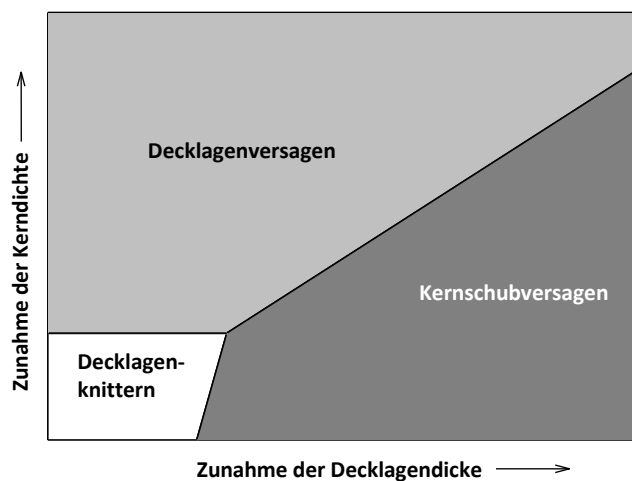 Zunahme der Kerndichte
Decklagenversagen
Kernschubversagen
Decklagen-
knittern
Zunahme der Decklagendicke